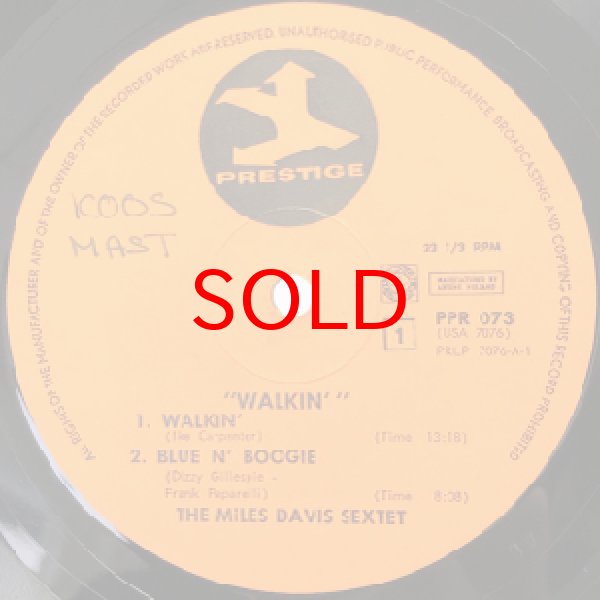 ALL RIGHTS OF THE MANUFACTURER AND OF THE OWNER OF THE RECORDED WORK ARE RESERVED. UNAUTHORISED PUBLIC PERFORMANCE BROADCASTING AND COPYING OF THIS RECORD PROHIBITED
PRESTIGE
KOOS
MAST
33 1/3 RPM
SOLD
PPR 073
1
(USA 7076)
PRLP 7076-A-1
"WALKIN' "
1. WALKIN'
(The Carpenter)
(Time 13:18)
2. BLUE N' BOOGIE
(Dizzy Gillespie -
Frank Paparelli)
(Time 8:08)
THE MILES DAVIS SEXTET